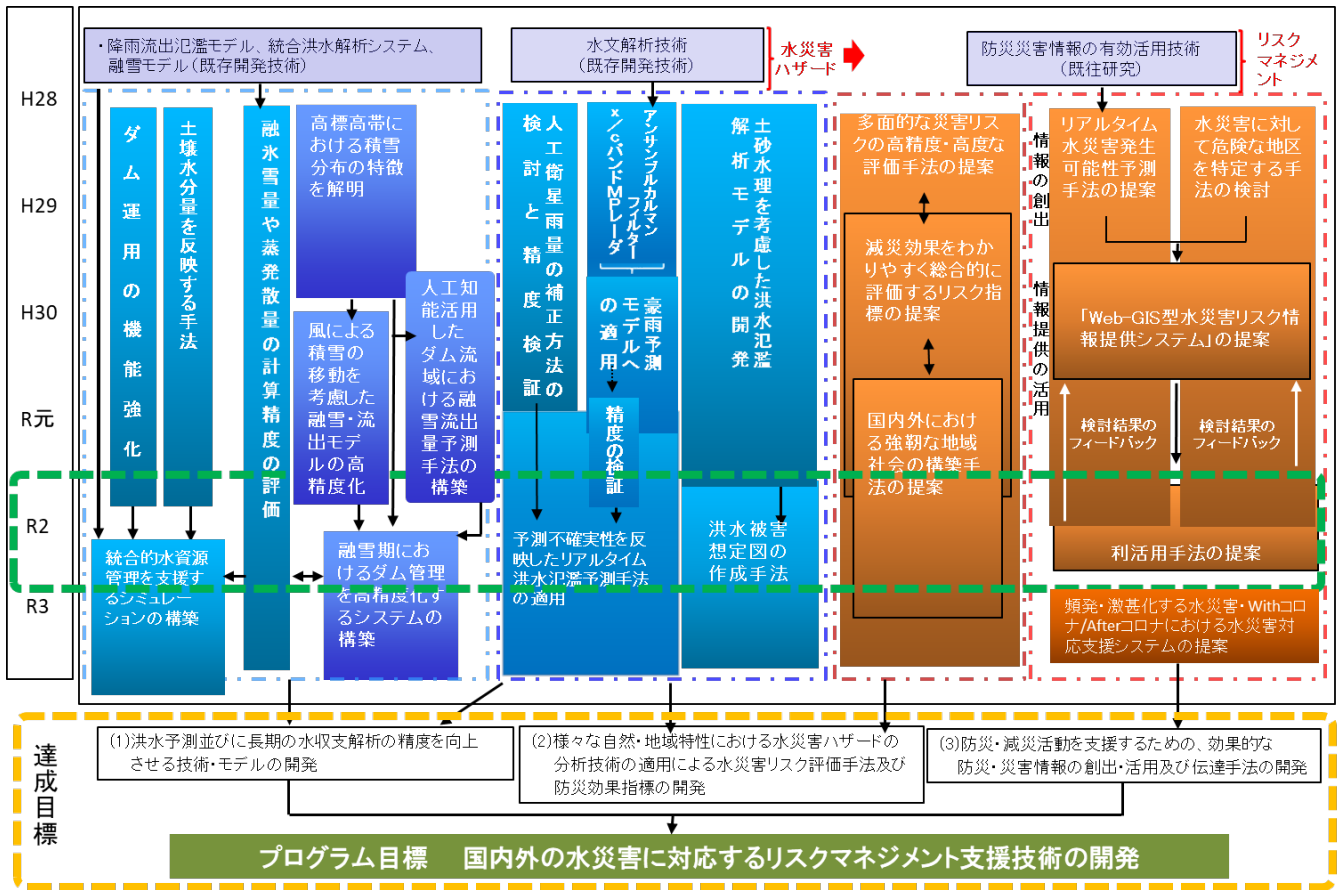 H28
H29
H30
R元
R2
R3
・降雨流出氾濫モデル、統合洪水解析システム、
融雪モデル（既存開発技術）
水文解析技術
（既存開発技術）
水災害
ハザード
防災災害情報の有効活用技術
（既往研究）
リスク
マネジメ
ント
ダム運用の機能強化
土壌水分量を反映する手法
融氷雪量や蒸発散量の計算精度の評価
高標高帯に
おける積雪
分布の特徴
を解明
風による
積雪の
移動を
考慮した
融雪・流
出モデ
ルの高
精度化
人工知
能活用し
たダム流
域におけ
る融
雪流出
量予測
手法の
構築
統合的水資源
管理を支援す
るシミュレー
ションの構築
融雪期にお
けるダム管理
を高精度化す
るシステムの
構築
人工衛星雨量の補正方法の
検討と精度検証
アンサンブルカルマン
フィルター
x／cバンドMPレーダ
豪雨予測
モデルへ
の適用
精度の検証
予測不確実性を反
映したリアルタイム
洪水氾濫予測手法
の適用
土砂水理を考慮した洪水氾濫
解析モデルの開発
洪水被害
想定図の
作成手法
多面的な災害リス
クの高精度・高度な
評価手法の提案
減災効果をわか
りやすく総合的に
評価するリスク指
標の提案
国内外におけ
る強靭な地域
社会の構築手
法の提案
情報の創出
情報提供の活用
リアルタイム
水災害発生
可能性予測
手法の提案
水災害に対し
て危険な地区
を特定する手
法の検討
「Web-GIS型水災害リスク情
報提供システム」の提案
検討結果の
フィードバック
検討結果の
フィードバック
利活用手法の提案
頻発・激甚化する水災害・Withコロ
ナ/Afterコロナにおける水災害対
応支援システムの提案
達成目標
(1)洪水予測並びに長期の水収支解析の精度を向上
させる技術・モデルの開発
(2)様々な自然・地域特性における水災害ハザードの
分析技術の適用による水災害リスク評価手法及び
防災効果指標の開発
(3)防災・減災活動を支援するための、効果的な
防災・災害情報の創出・活用及び伝達手法の開発
プログラム目標　国内外の水災害に対応するリスクマネジメント支援技術の開発